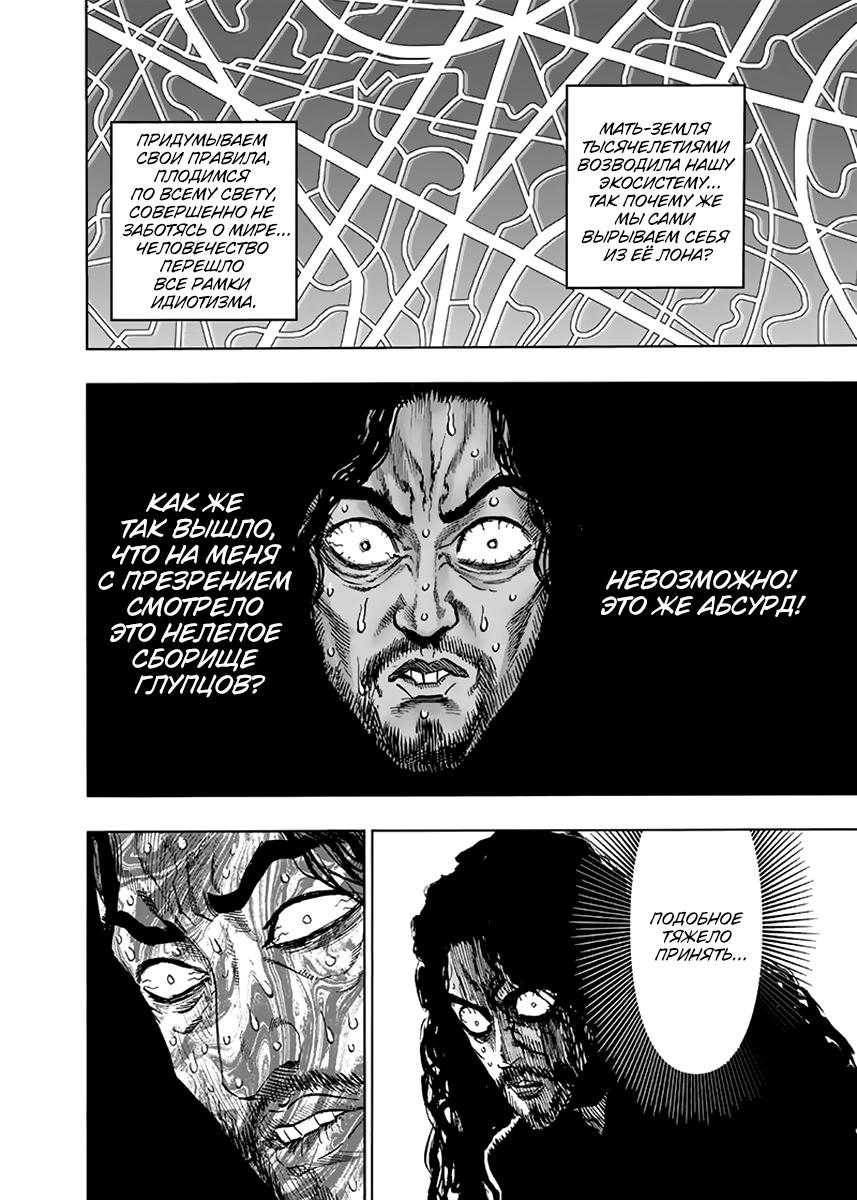 МАТЬ-ЗЕМЛЯ
ТЫСЯЧЕЛЕТИЯМИ
ВОЗВОДИЛА НАШУ
ЭКОСИСТЕМУ...
ТАК ПОЧЕМУ ЖЕ
МЫ САМИ
ВЫРЫВАЕМ СЕБЯ
ИЗ ЕЁ ЛОНА?
ПРИДУМЫВАЕМ
СВОИ ПРАВИЛА,
ПЛОДИМСЯ
ПО ВСЕМУ СВЕТУ,
СОВЕРШЕННО НЕ
ЗАБОТЯСЬ О МИРЕ...
ЧЕЛОВЕЧЕСТВО
ПЕРЕШЛО
ВСЕ РАМКИ
ИДИОТИЗМА.
НЕВОЗМОЖНО!
ЭТО ЖЕ АБСУРД!
КАК ЖЕ
ТАК ВЫШЛО,
ЧТО НА МЕНЯ
С ПРЕЗРЕНИЕМ
СМОТРЕЛО
ЭТО НЕЛЕПОЕ
СБОРИЩЕ
ГЛУПЦОВ?
ПОДОБНОЕ
ТЯЖЕЛО
ПРИНЯТЬ...